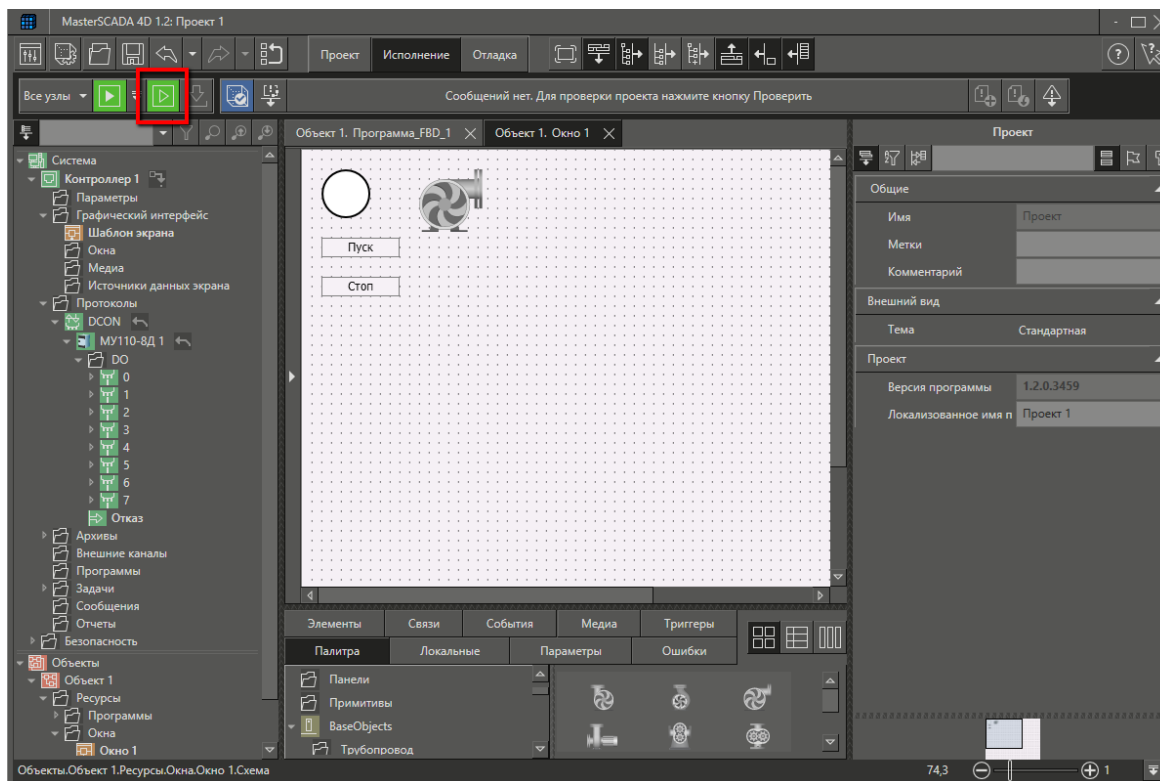 MasterSCADA 4D 1.2: Проект 1
Проект Исполнение Отладка
Все узлы
Сообщений нет. Для проверки проекта нажмите кнопку Проверить
Объект 1. Программа_FBD_1
Объект 1. Окно 1
Проект
Система
Контроллер 1
Параметры
Графический интерфейс
Шаблон экрана
Окна
Медиа
Источники данных экрана
Протоколы
DCON
МУ110-8Д 1
DO
0
1
2
3
4
5
6
7
Отказ
Архивы
Внешние каналы
Программы
Задачи
Сообщения
Отчеты
Безопасность
Объекты
Объект 1
Ресурсы
Программы
Окна
Окно 1
Пуск
Стоп
Элементы Связи События Медиа Триггеры
Палитра Локальные Параметры Ошибки
Панели
Примитивы
BaseObjects
Трубопровод
Общие
Имя Проект
Метки
Комментарий
Внешний вид
Тема Стандартная
Проект
Версия программы 1.2.0.3459
Локализованное имя п Проект 1
Объекты.Объект 1.Ресурсы.Окна.Окно 1.Схема
74,3
1